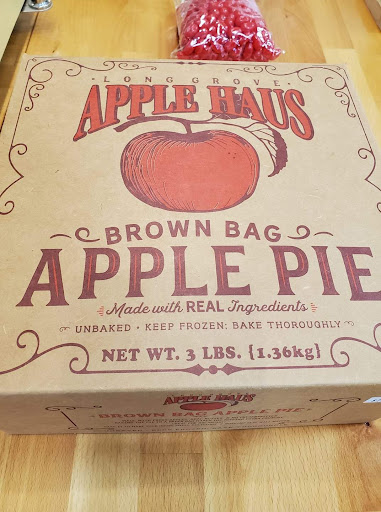 · LONG GROVE ·
APPLE HAUS
BROWN BAG
APPLE PIE
Made with REAL Ingredients
UNBAKED • KEEP FROZEN; BAKE THOROUGHLY
NET WT. 3 LBS. {1.36kg}
APPLE HAUS
BROWN BAG APPLE PIE